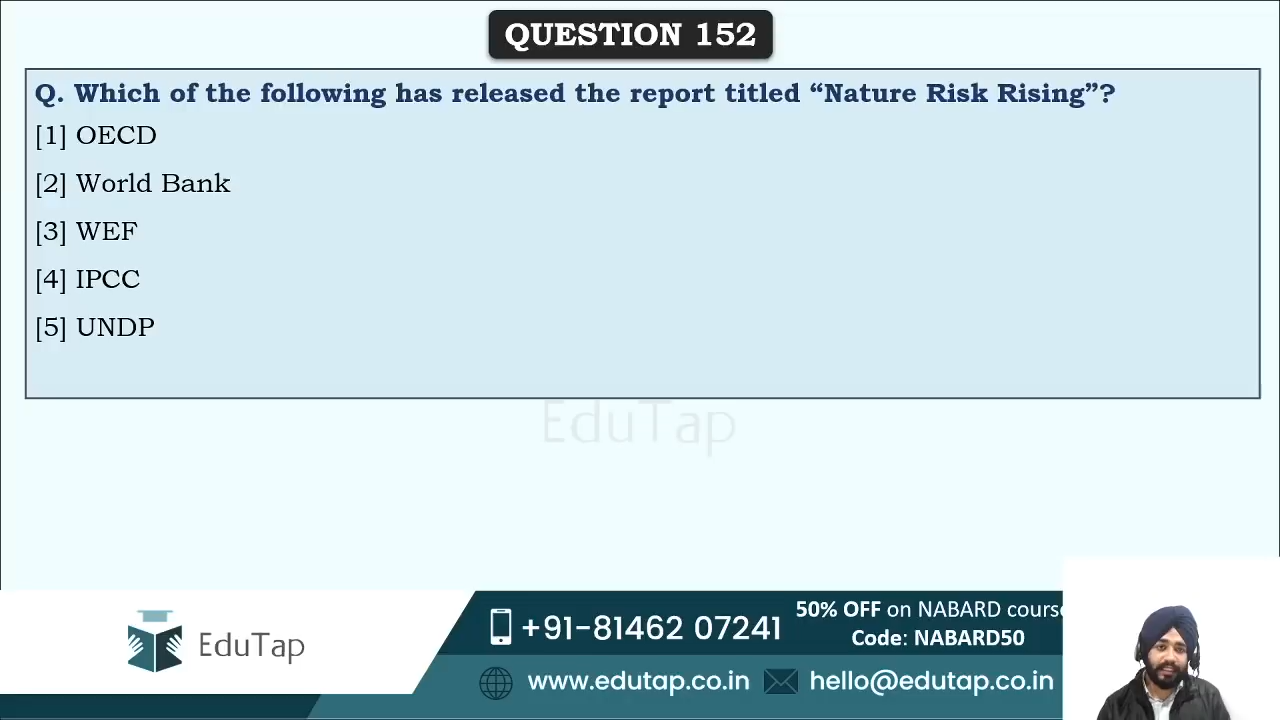 QUESTION 152
Q. Which of the following has released the report titled “Nature Risk Rising”?
[1] OECD
[2] World Bank
[3] WEF
[4] IPCC
[5] UNDP
EduTap
EduTap
+91-81462 07241
50% OFF on NABARD course
Code: NABARD50
www.edutap.co.in
hello@edutap.co.in